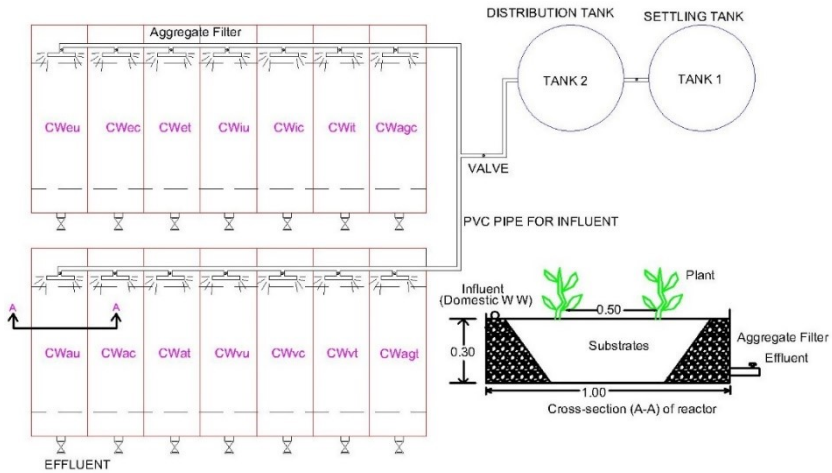 DISTRIBUTION TANK
SETTLING TANK
Aggregate Filter
TANK 2
TANK 1
CWeu
CWec
CWet
CWiu
CWic
CWit
CWagc
VALVE
PVC PIPE FOR INFLUENT
Influent
(Domestic W W)
Plant
0.50
A
A
0.30
Substrates
Aggregate Filter
Effluent
CWau
CWac
CWat
CWvu
CWvc
CWvt
CWagt
1.00
Cross-section (A-A) of reactor
EFFLUENT